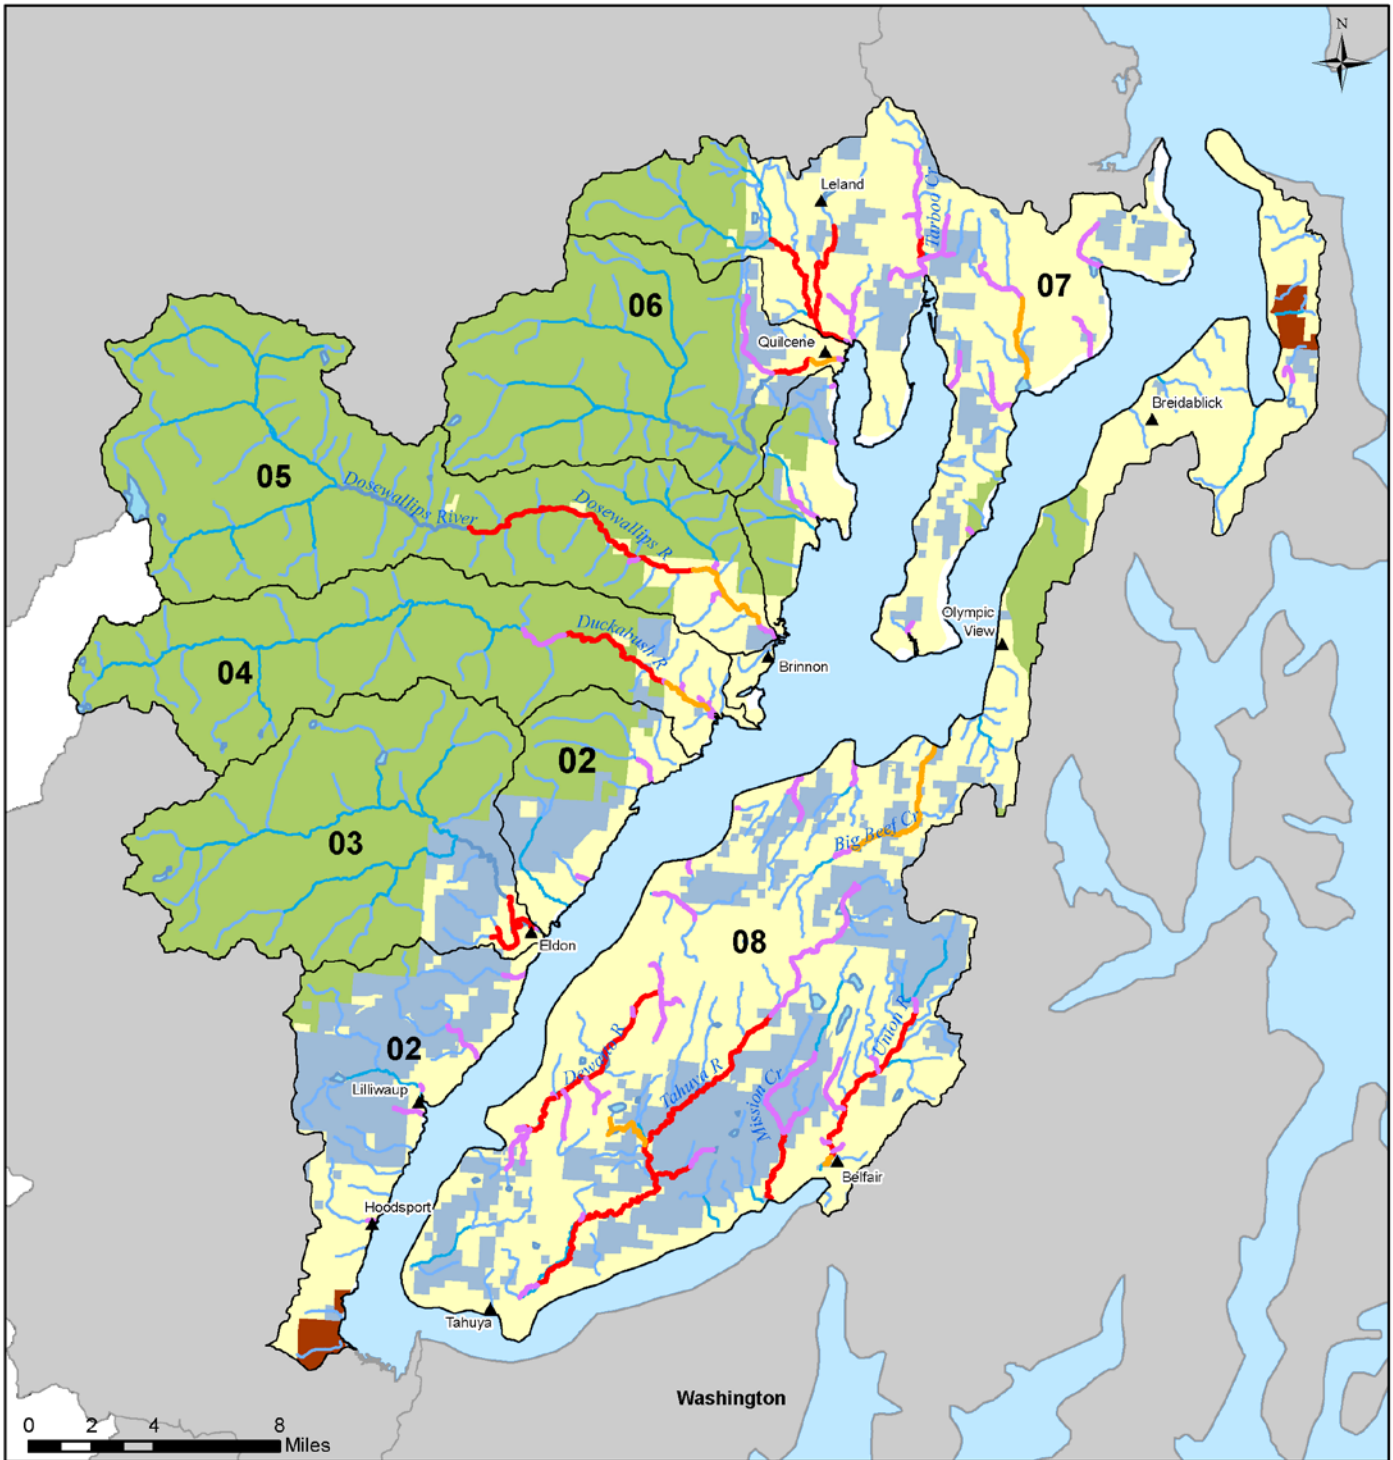 N
Leland
Tarboo Cr
07
06
Quilcene
Breidablick
05
Dosewallips River
Dosewallips R
Olympic
View
Duckabush R
Brinnon
04
02
03
Big Beef Cr
Eldon
08
02
Dewatto R
Union R
Tahuya R
Mission Cr
Lilliwaup
Belfair
Hoodsport
Tahuya
Washington
0 2 4 8
Miles